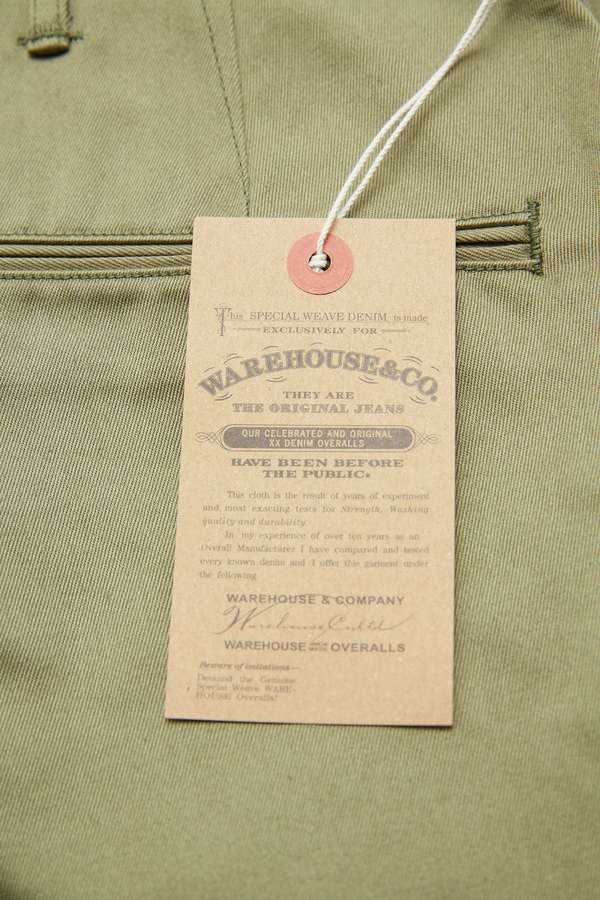 This SPECIAL WEAVE DENIM is made
EXCLUSIVELY FOR
WAREHOUSE&CO.
THEY ARE
THE ORIGINAL JEANS
OUR CELEBRATED AND ORIGINAL
XX DENIM OVERALLS
HAVE BEEN BEFORE
THE PUBLIC.
This cloth is the result of years of experiment
and most exacting tests for Strength, Washing
quality and durability.
In my experience of over ten years as an
Overall Manufacturer I have compared and tested
every known denim and I offer this garment under
the following.
WAREHOUSE & COMPANY
Warehouse Co
WAREHOUSE OVERALLS
Beware of imitations—
Demand the Genuine
Special Weave WARE-
HOUSE Overalls!